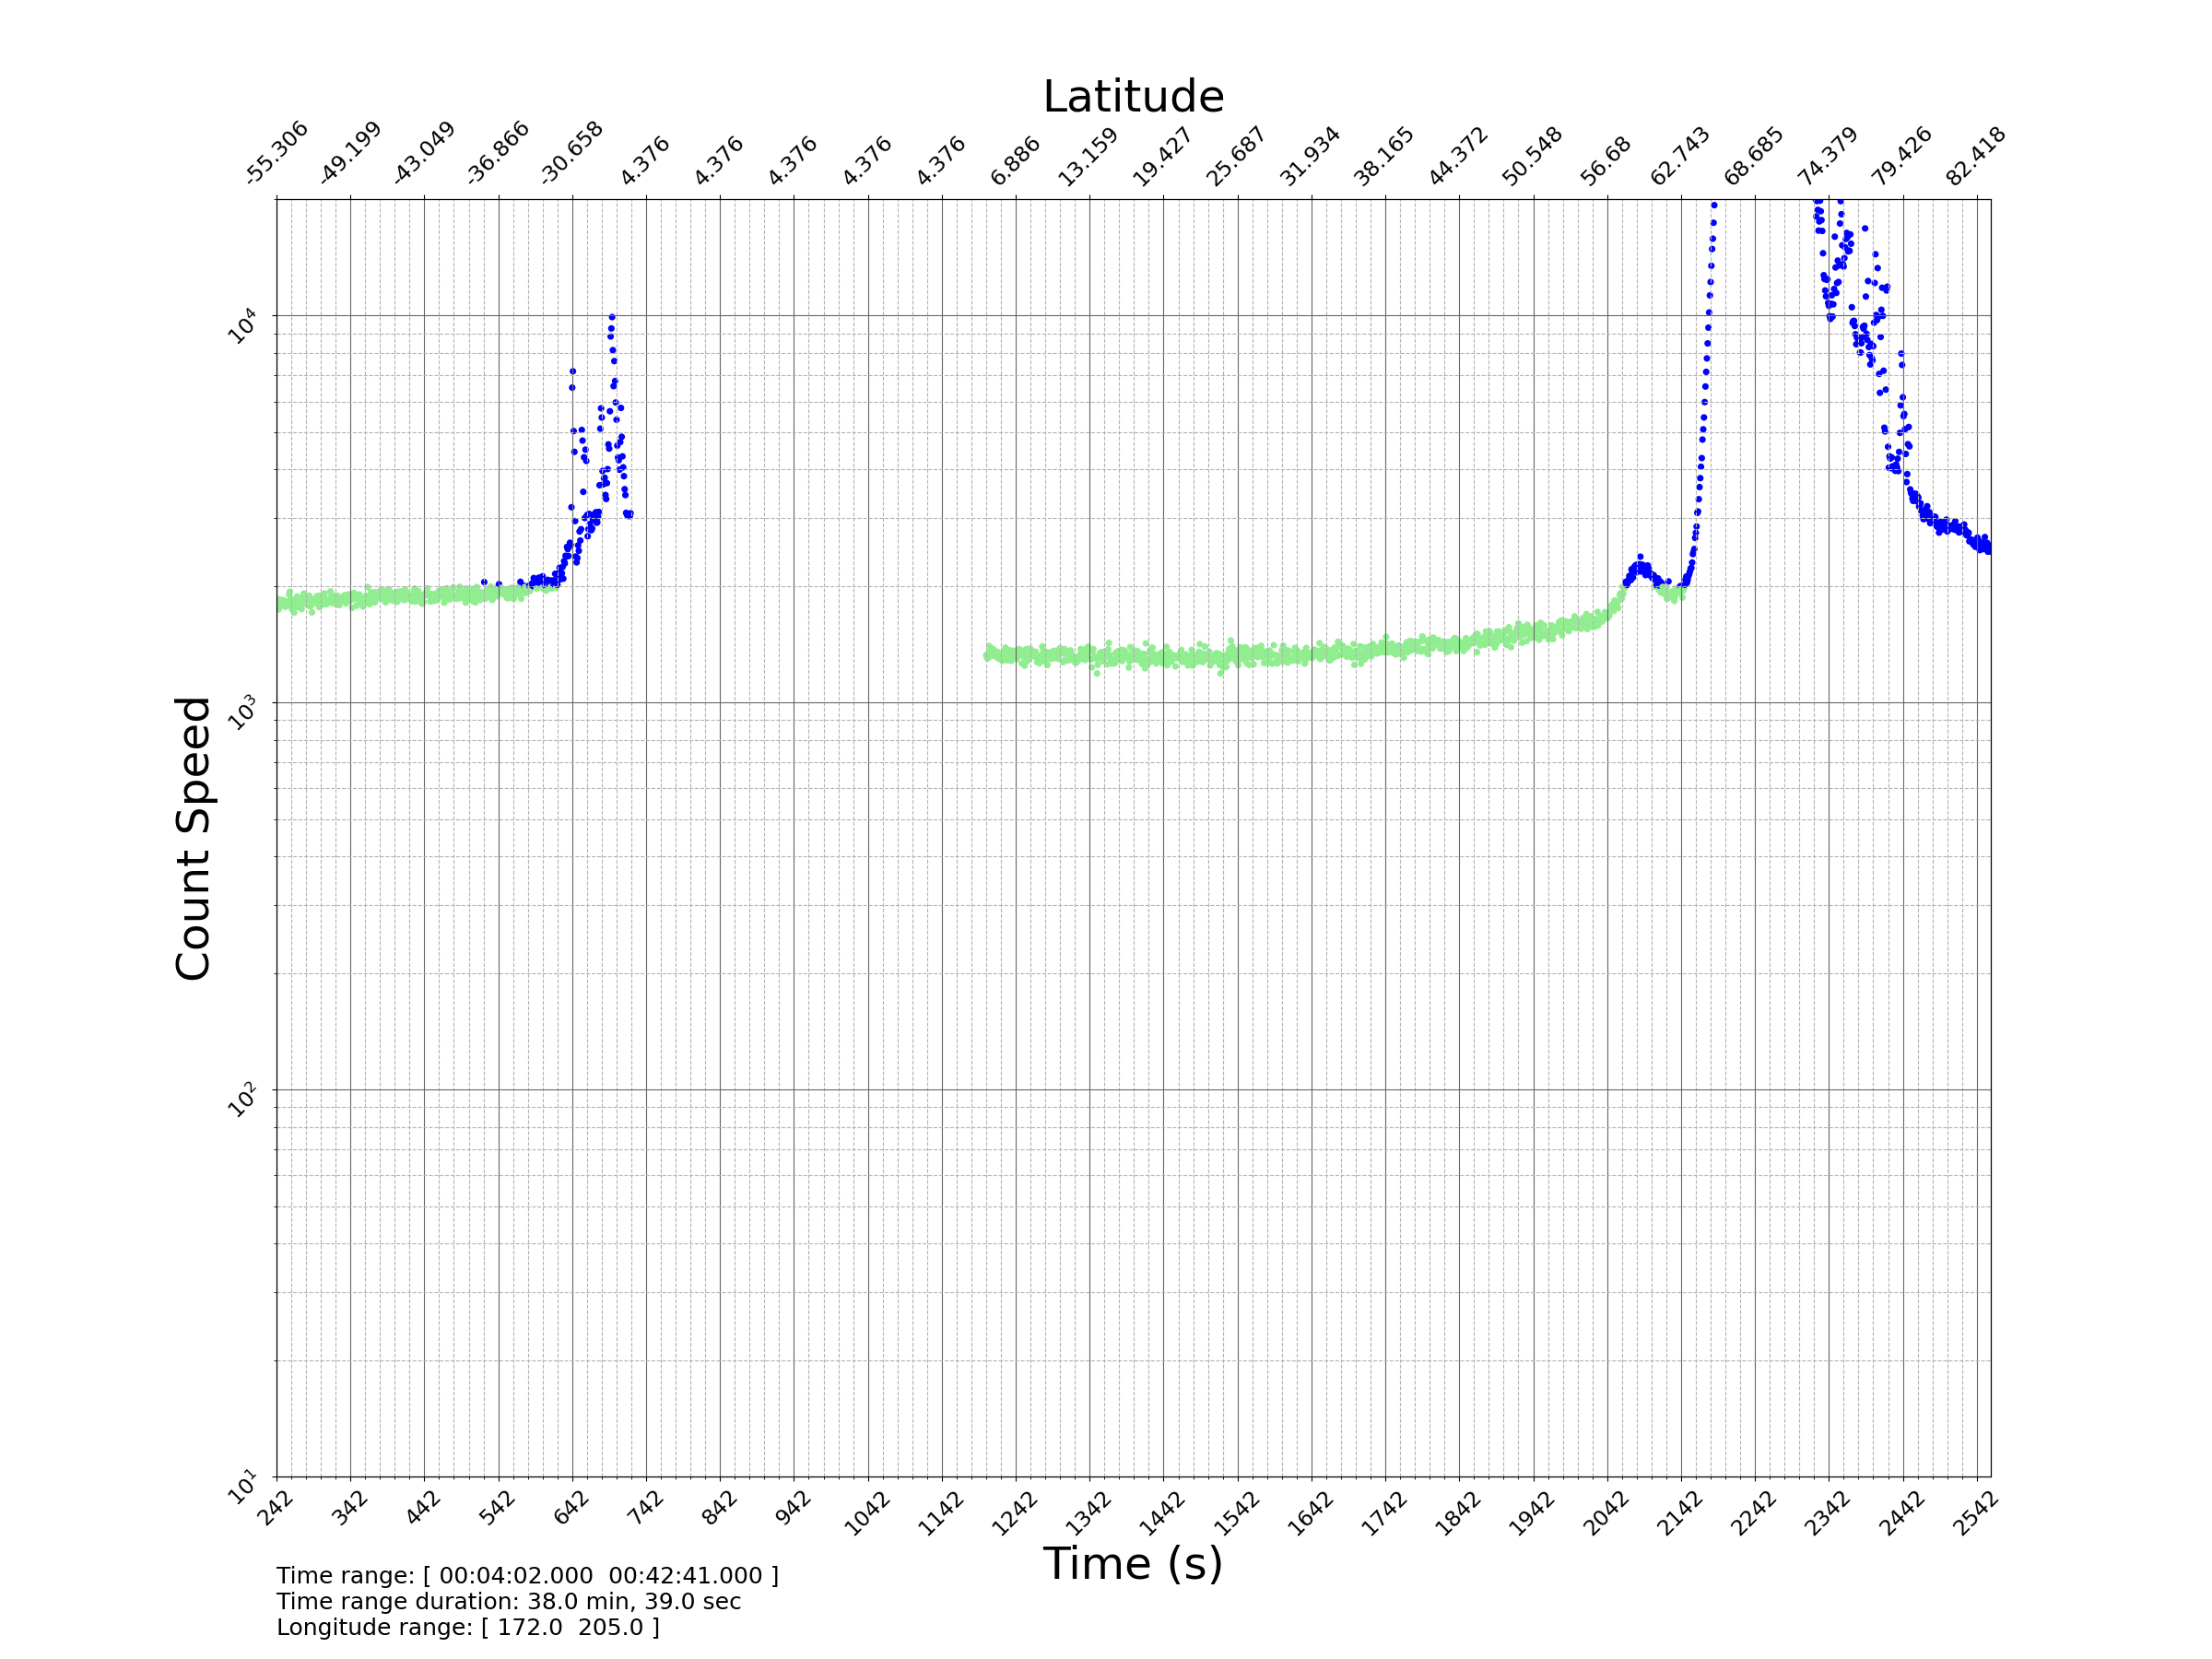 Latitude
-55.306 -49.199 -43.049 -36.866 -30.658 4.376 4.376 4.376 4.376 4.376 6.886 13.159 19.427 25.687 31.934 38.165 44.372 50.548 56.68 62.743 68.685 74.379 79.426 82.418
10⁴
10³
Count Speed
10²
10¹
242 342 442 542 642 742 842 942 1042 1142 1242 1342 1442 1542 1642 1742 1842 1942 2042 2142 2242 2342 2442 2542
Time (s)
Time range: [ 00:04:02.000  00:42:41.000 ]
Time range duration: 38.0 min, 39.0 sec
Longitude range: [ 172.0  205.0 ]